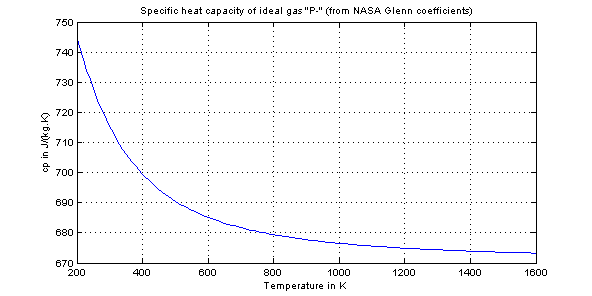 Specific heat capacity of ideal gas "P-" (from NASA Glenn coefficients)
750
740
730
720
710
700
690
680
670
cp in J/(kg.K)
200 400 600 800 1000 1200 1400 1600
Temperature in K